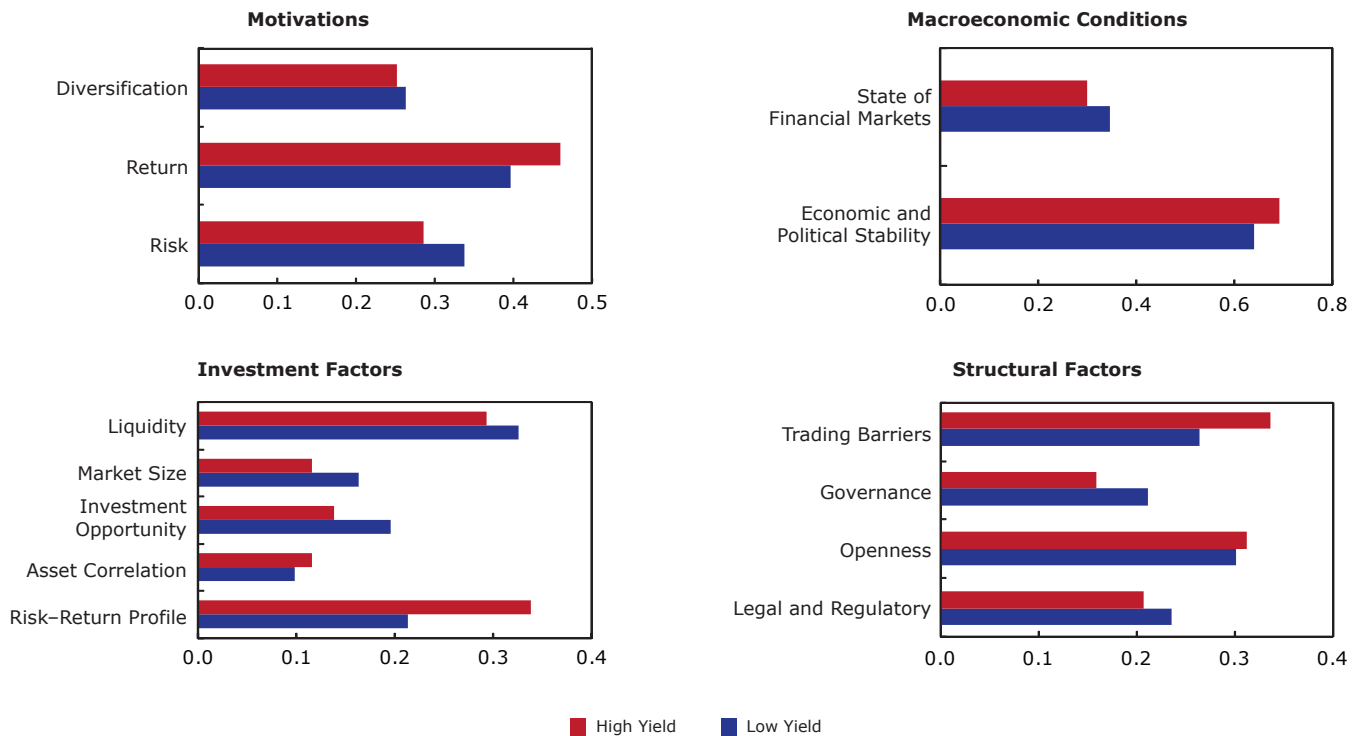 Motivations
Diversification
Return
Risk
0.0 0.1 0.2 0.3 0.4 0.5
Macroeconomic Conditions
State of
Financial Markets
Economic and
Political Stability
0.0 0.2 0.4 0.6 0.8
Investment Factors
Liquidity
Market Size
Investment
Opportunity
Asset Correlation
Risk–Return Profile
0.0 0.1 0.2 0.3 0.4
Structural Factors
Trading Barriers
Governance
Openness
Legal and Regulatory
0.0 0.1 0.2 0.3 0.4
High Yield Low Yield